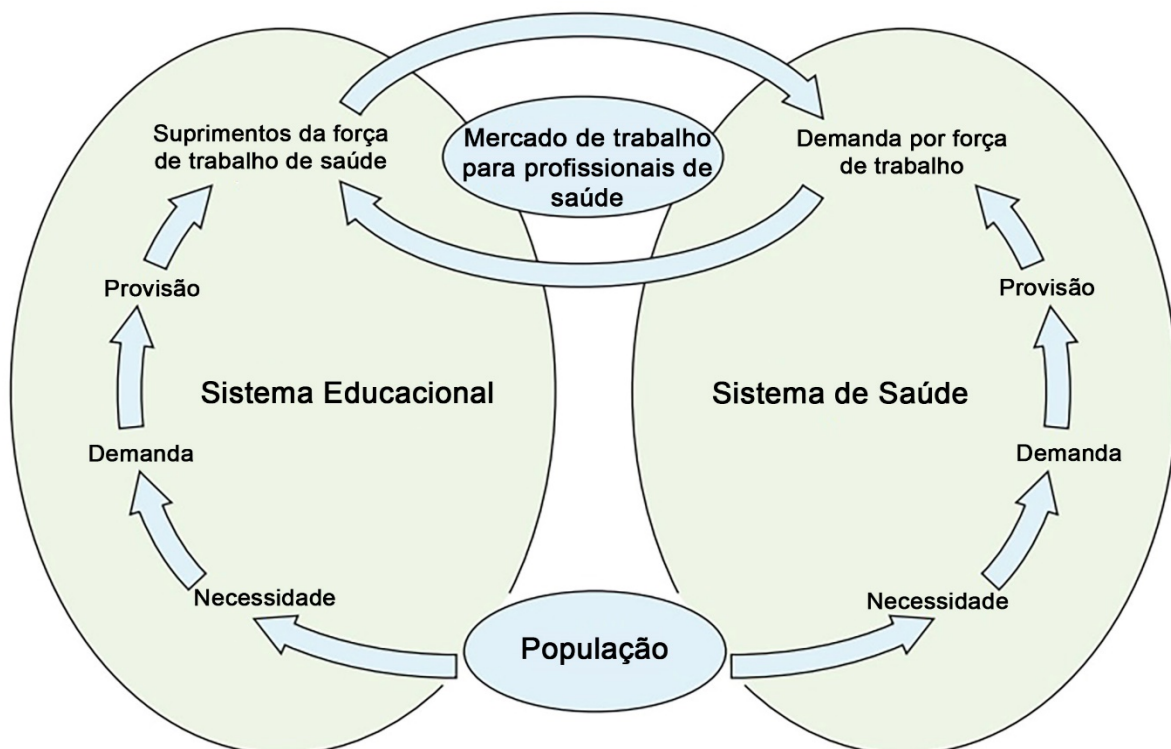 Suprimentos da força
de trabalho de saúde
Mercado de trabalho
para profissionais de
saúde
Demanda por força
de trabalho
Provisão
Provisão
Sistema Educacional
Sistema de Saúde
Demanda
Demanda
Necessidade
Necessidade
População